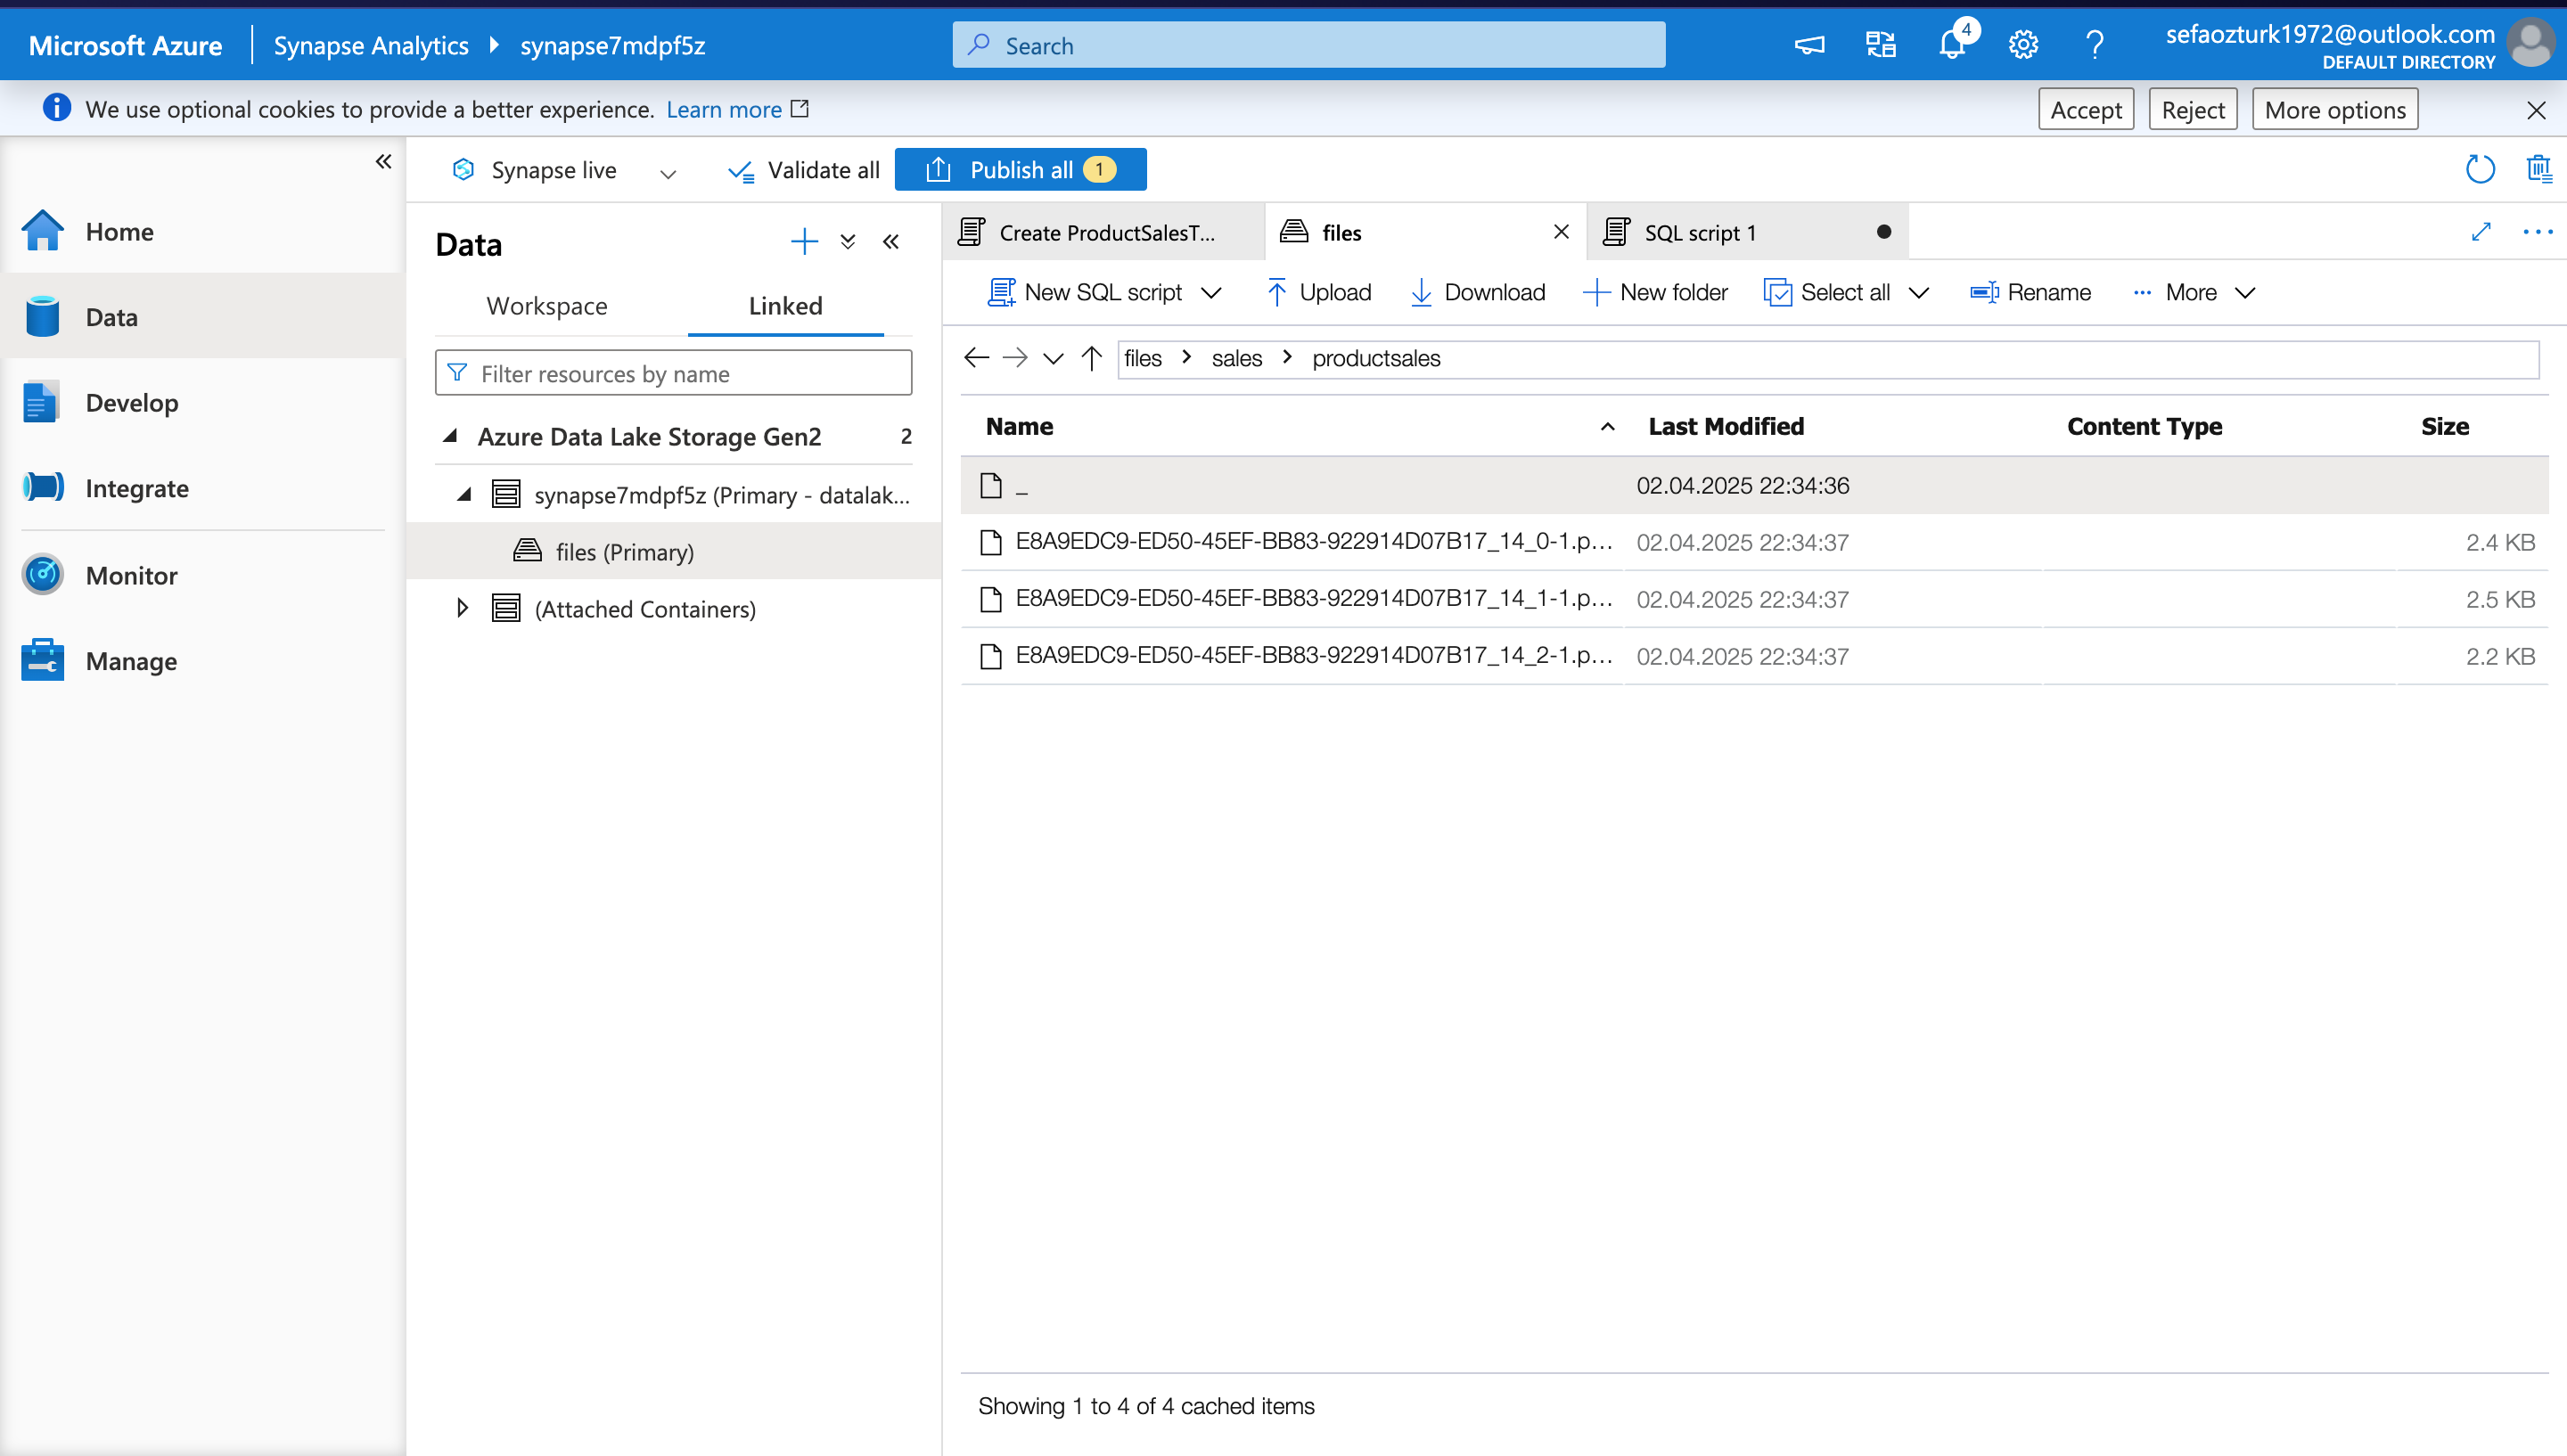 Microsoft Azure
Synapse Analytics
synapse7mdpf5z
Search
4
sefaozturk1972@outlook.com
DEFAULT DIRECTORY
We use optional cookies to provide a better experience. Learn more
Accept
Reject
More options
Synapse live
Validate all
Publish all 1
Home
Data
Develop
Integrate
Monitor
Manage
Data
Workspace
Linked
Filter resources by name
Azure Data Lake Storage Gen2 2
synapse7mdpf5z (Primary - datalak...
files (Primary)
(Attached Containers)
Create ProductSalesT...
files
SQL script 1
New SQL script
Upload
Download
New folder
Select all
Rename
More
files > sales > productsales
Name Last Modified Content Type Size
_ 02.04.2025 22:34:36
E8A9EDC9-ED50-45EF-BB83-922914D07B17_14_0-1.p... 02.04.2025 22:34:37 2.4 KB
E8A9EDC9-ED50-45EF-BB83-922914D07B17_14_1-1.p... 02.04.2025 22:34:37 2.5 KB
E8A9EDC9-ED50-45EF-BB83-922914D07B17_14_2-1.p... 02.04.2025 22:34:37 2.2 KB
Showing 1 to 4 of 4 cached items